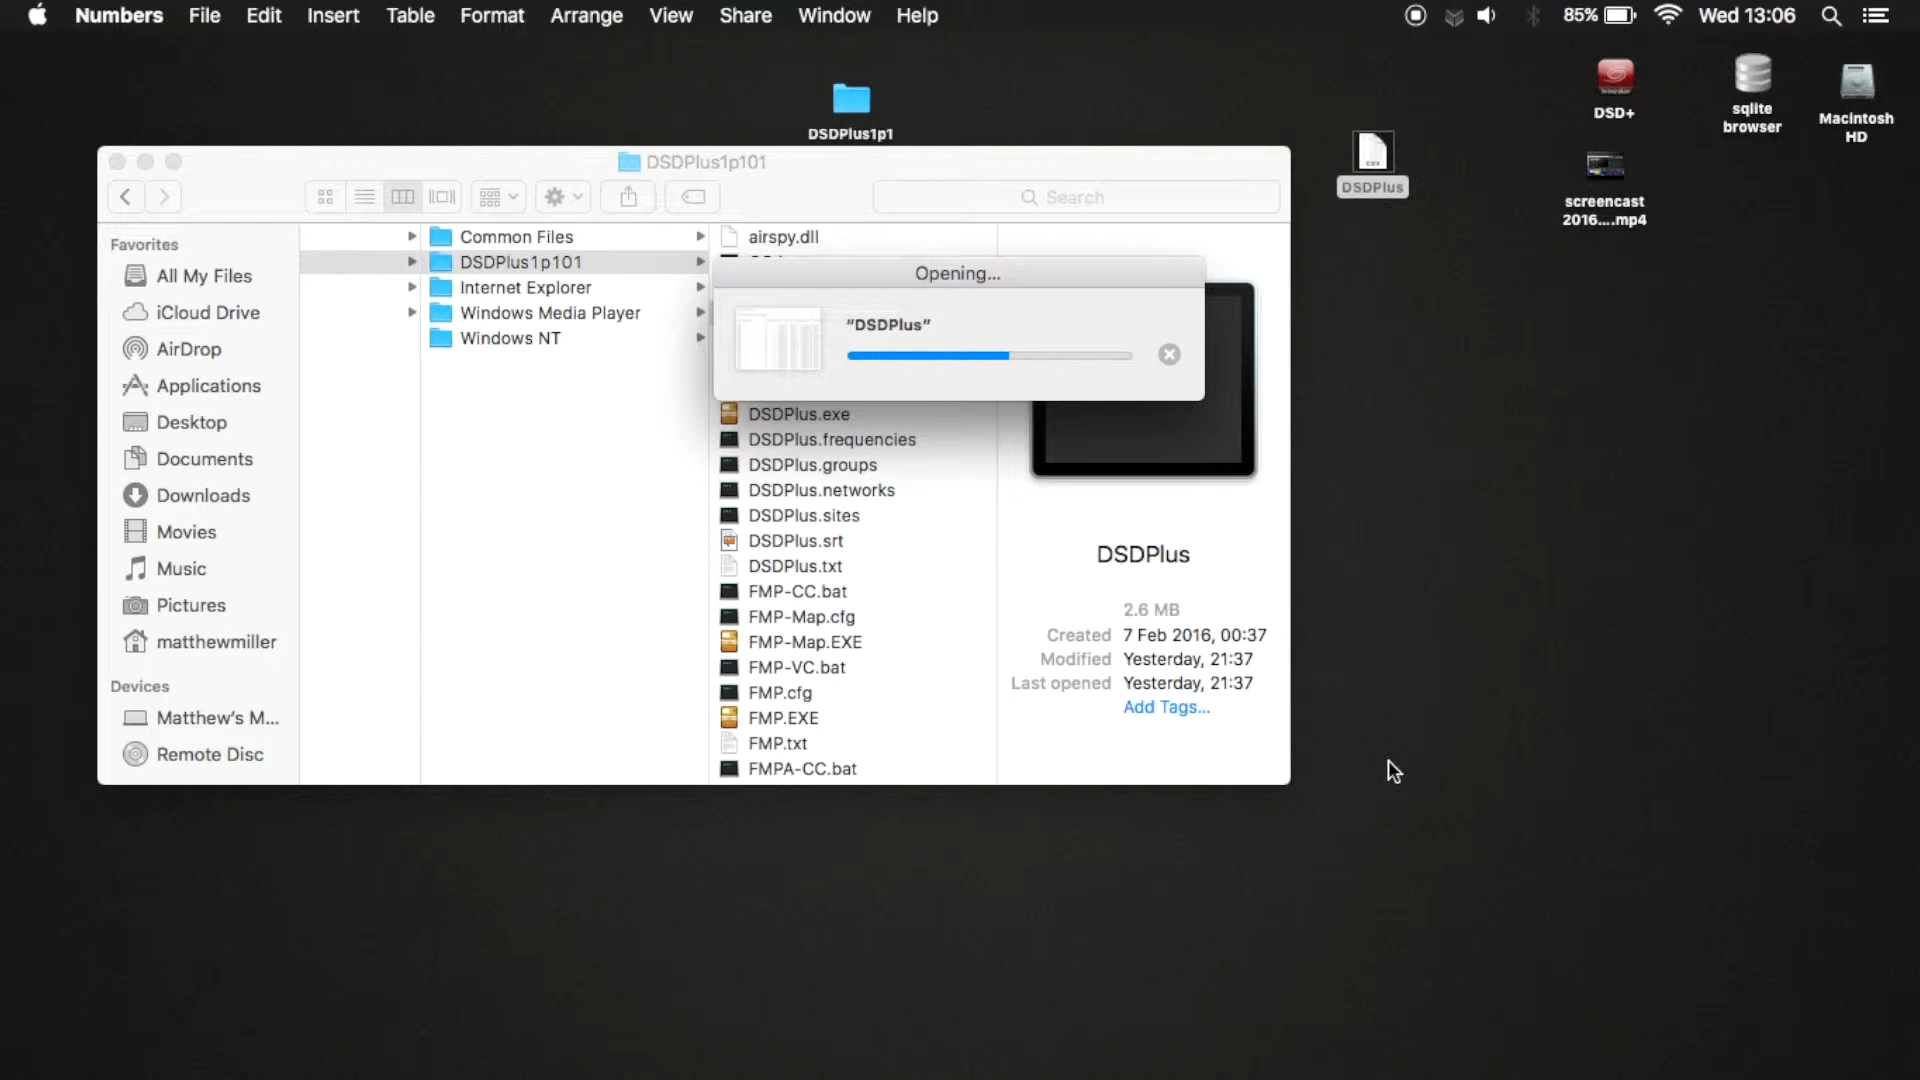 Numbers File Edit Insert Table Format Arrange View Share Window Help
85% Wed 13:06
DSDPlus1p1
DSD+
sqlite
browser
Macintosh
HD
CSV
DSDPlus
screencast
2016....mp4
DSDPlus1p101
Search
Favorites
All My Files
iCloud Drive
AirDrop
Applications
Desktop
Documents
Downloads
Movies
Music
Pictures
matthewmiller
Devices
Matthew's M...
Remote Disc
Common Files
DSDPlus1p101
Internet Explorer
Windows Media Player
Windows NT
airspy.dll
Opening...
"DSDPlus"
DSDPlus.exe
DSDPlus.frequencies
DSDPlus.groups
DSDPlus.networks
DSDPlus.sites
DSDPlus.srt
DSDPlus.txt
FMP-CC.bat
FMP-Map.cfg
FMP-Map.EXE
FMP-VC.bat
FMP.cfg
FMP.EXE
FMP.txt
FMPA-CC.bat
DSDPlus
2.6 MB
Created 7 Feb 2016, 00:37
Modified Yesterday, 21:37
Last opened Yesterday, 21:37
Add Tags...